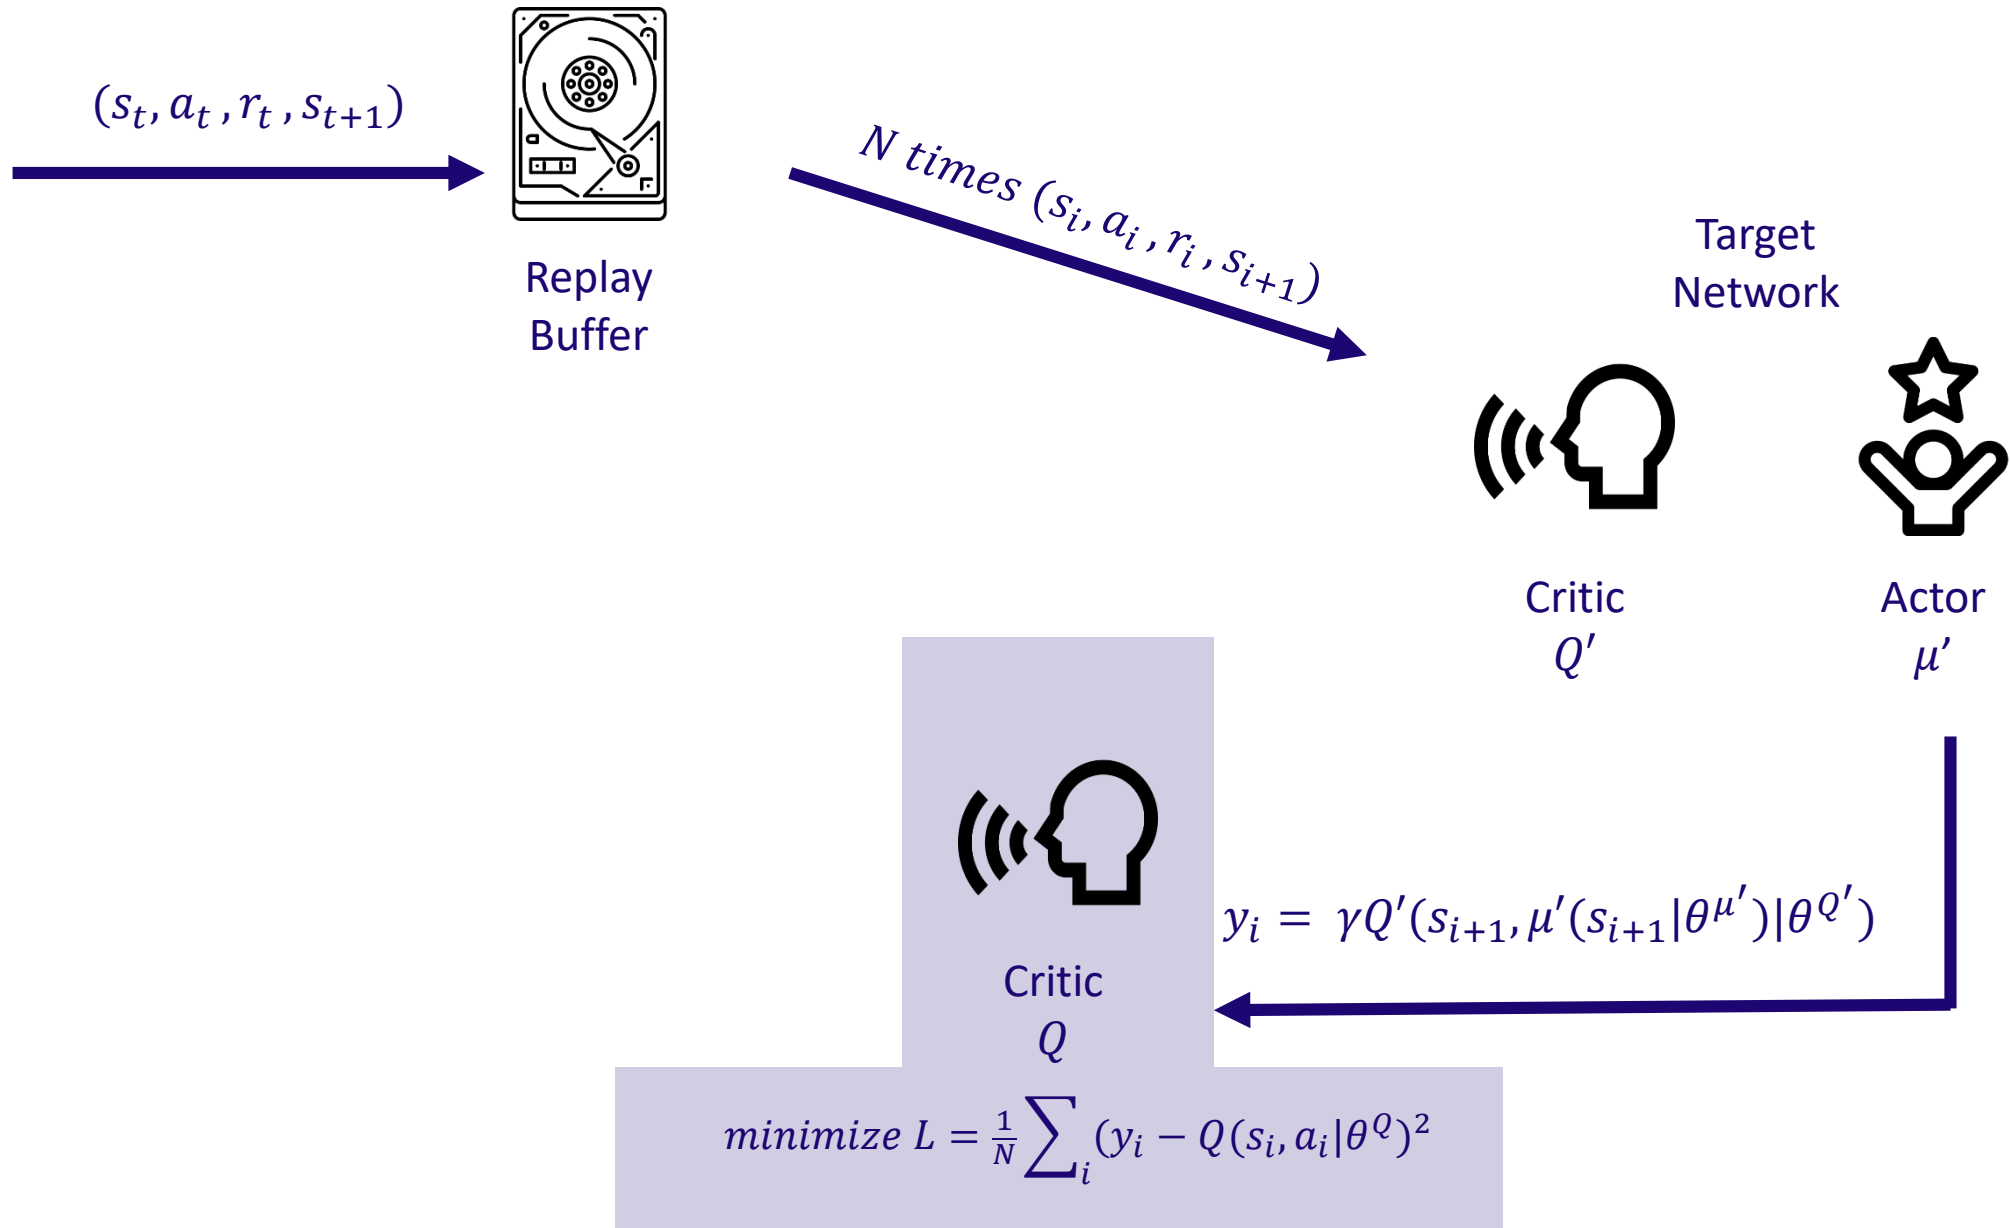 (s_t, a_t, r_t, s_{t+1})
Replay
Buffer
N times (s_i, a_i, r_i, s_{i+1})
Target
Network
Critic
Q′
Actor
μ’
y_i = γQ′(s_{i+1}, μ′(s_{i+1}|θ^{μ′})|θ^{Q′})
Critic
Q
minimize L = \frac{1}{N} ∑_i (y_i − Q(s_i, a_i|θ^Q)^2